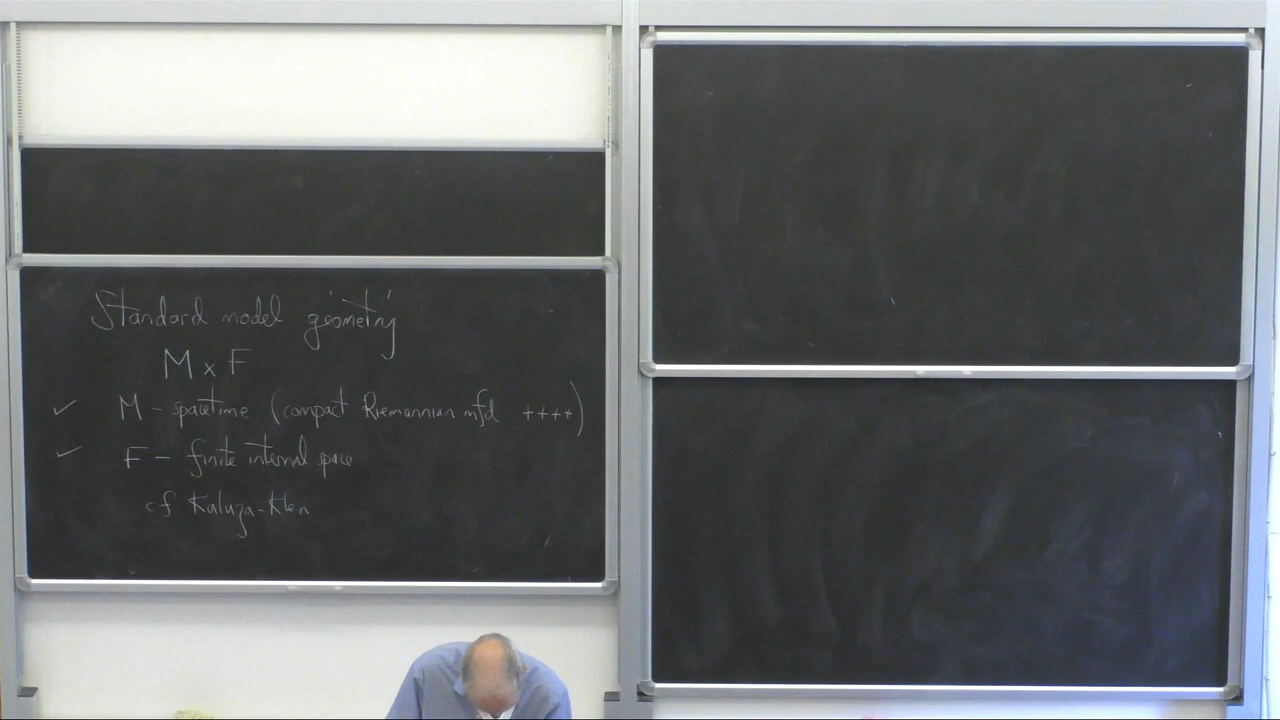 Standard model 'geometry'
M x F
✓ M - spacetime (compact Riemannian mfd ++++)
✓ F - finite internal space
cf Kaluza-Klein